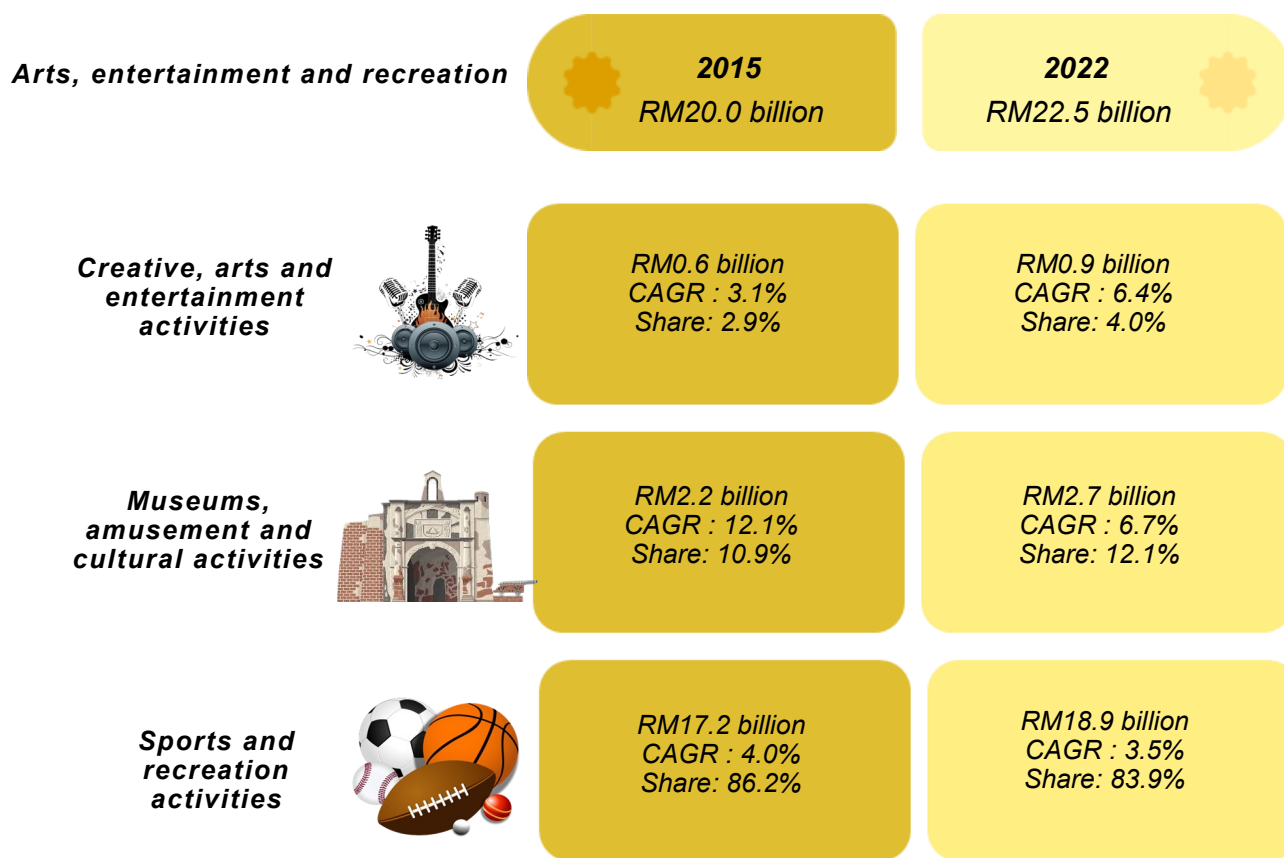 Arts, entertainment and recreation
2015
RM20.0 billion
2022
RM22.5 billion
Creative, arts and
entertainment
activities
RM0.6 billion
CAGR : 3.1%
Share: 2.9%
RM0.9 billion
CAGR : 6.4%
Share: 4.0%
Museums,
amusement and
cultural activities
RM2.2 billion
CAGR : 12.1%
Share: 10.9%
RM2.7 billion
CAGR : 6.7%
Share: 12.1%
Sports and
recreation
activities
RM17.2 billion
CAGR : 4.0%
Share: 86.2%
RM18.9 billion
CAGR : 3.5%
Share: 83.9%